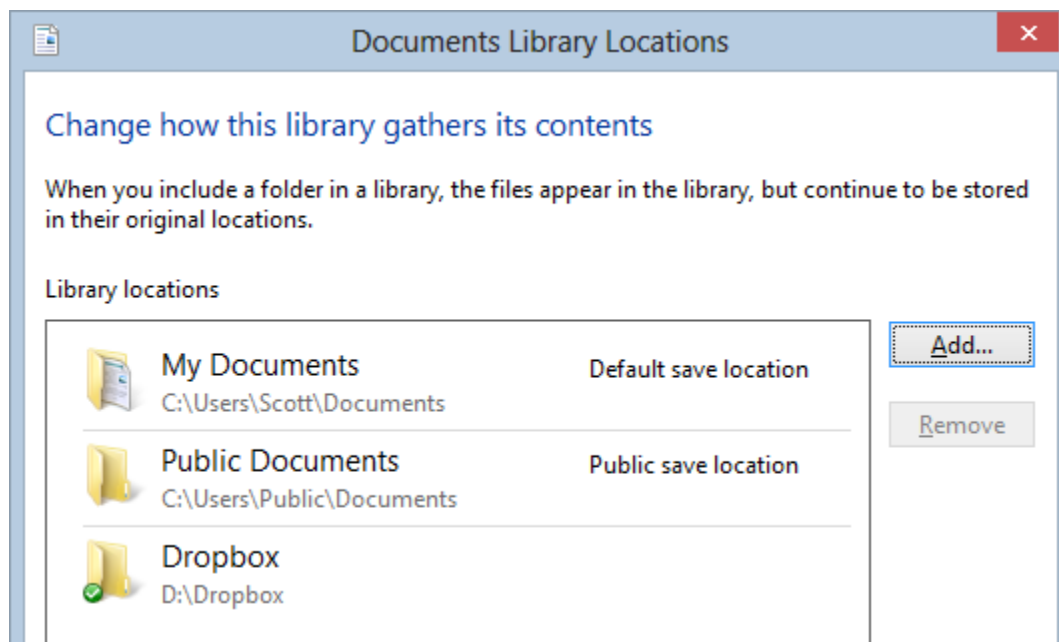 Documents Library Locations
Change how this library gathers its contents
When you include a folder in a library, the files appear in the library, but continue to be stored
in their original locations.
Library locations
My Documents
Default save location
C:\Users\Scott\Documents
Public Documents
Public save location
C:\Users\Public\Documents
Dropbox
D:\Dropbox
Add...
Remove